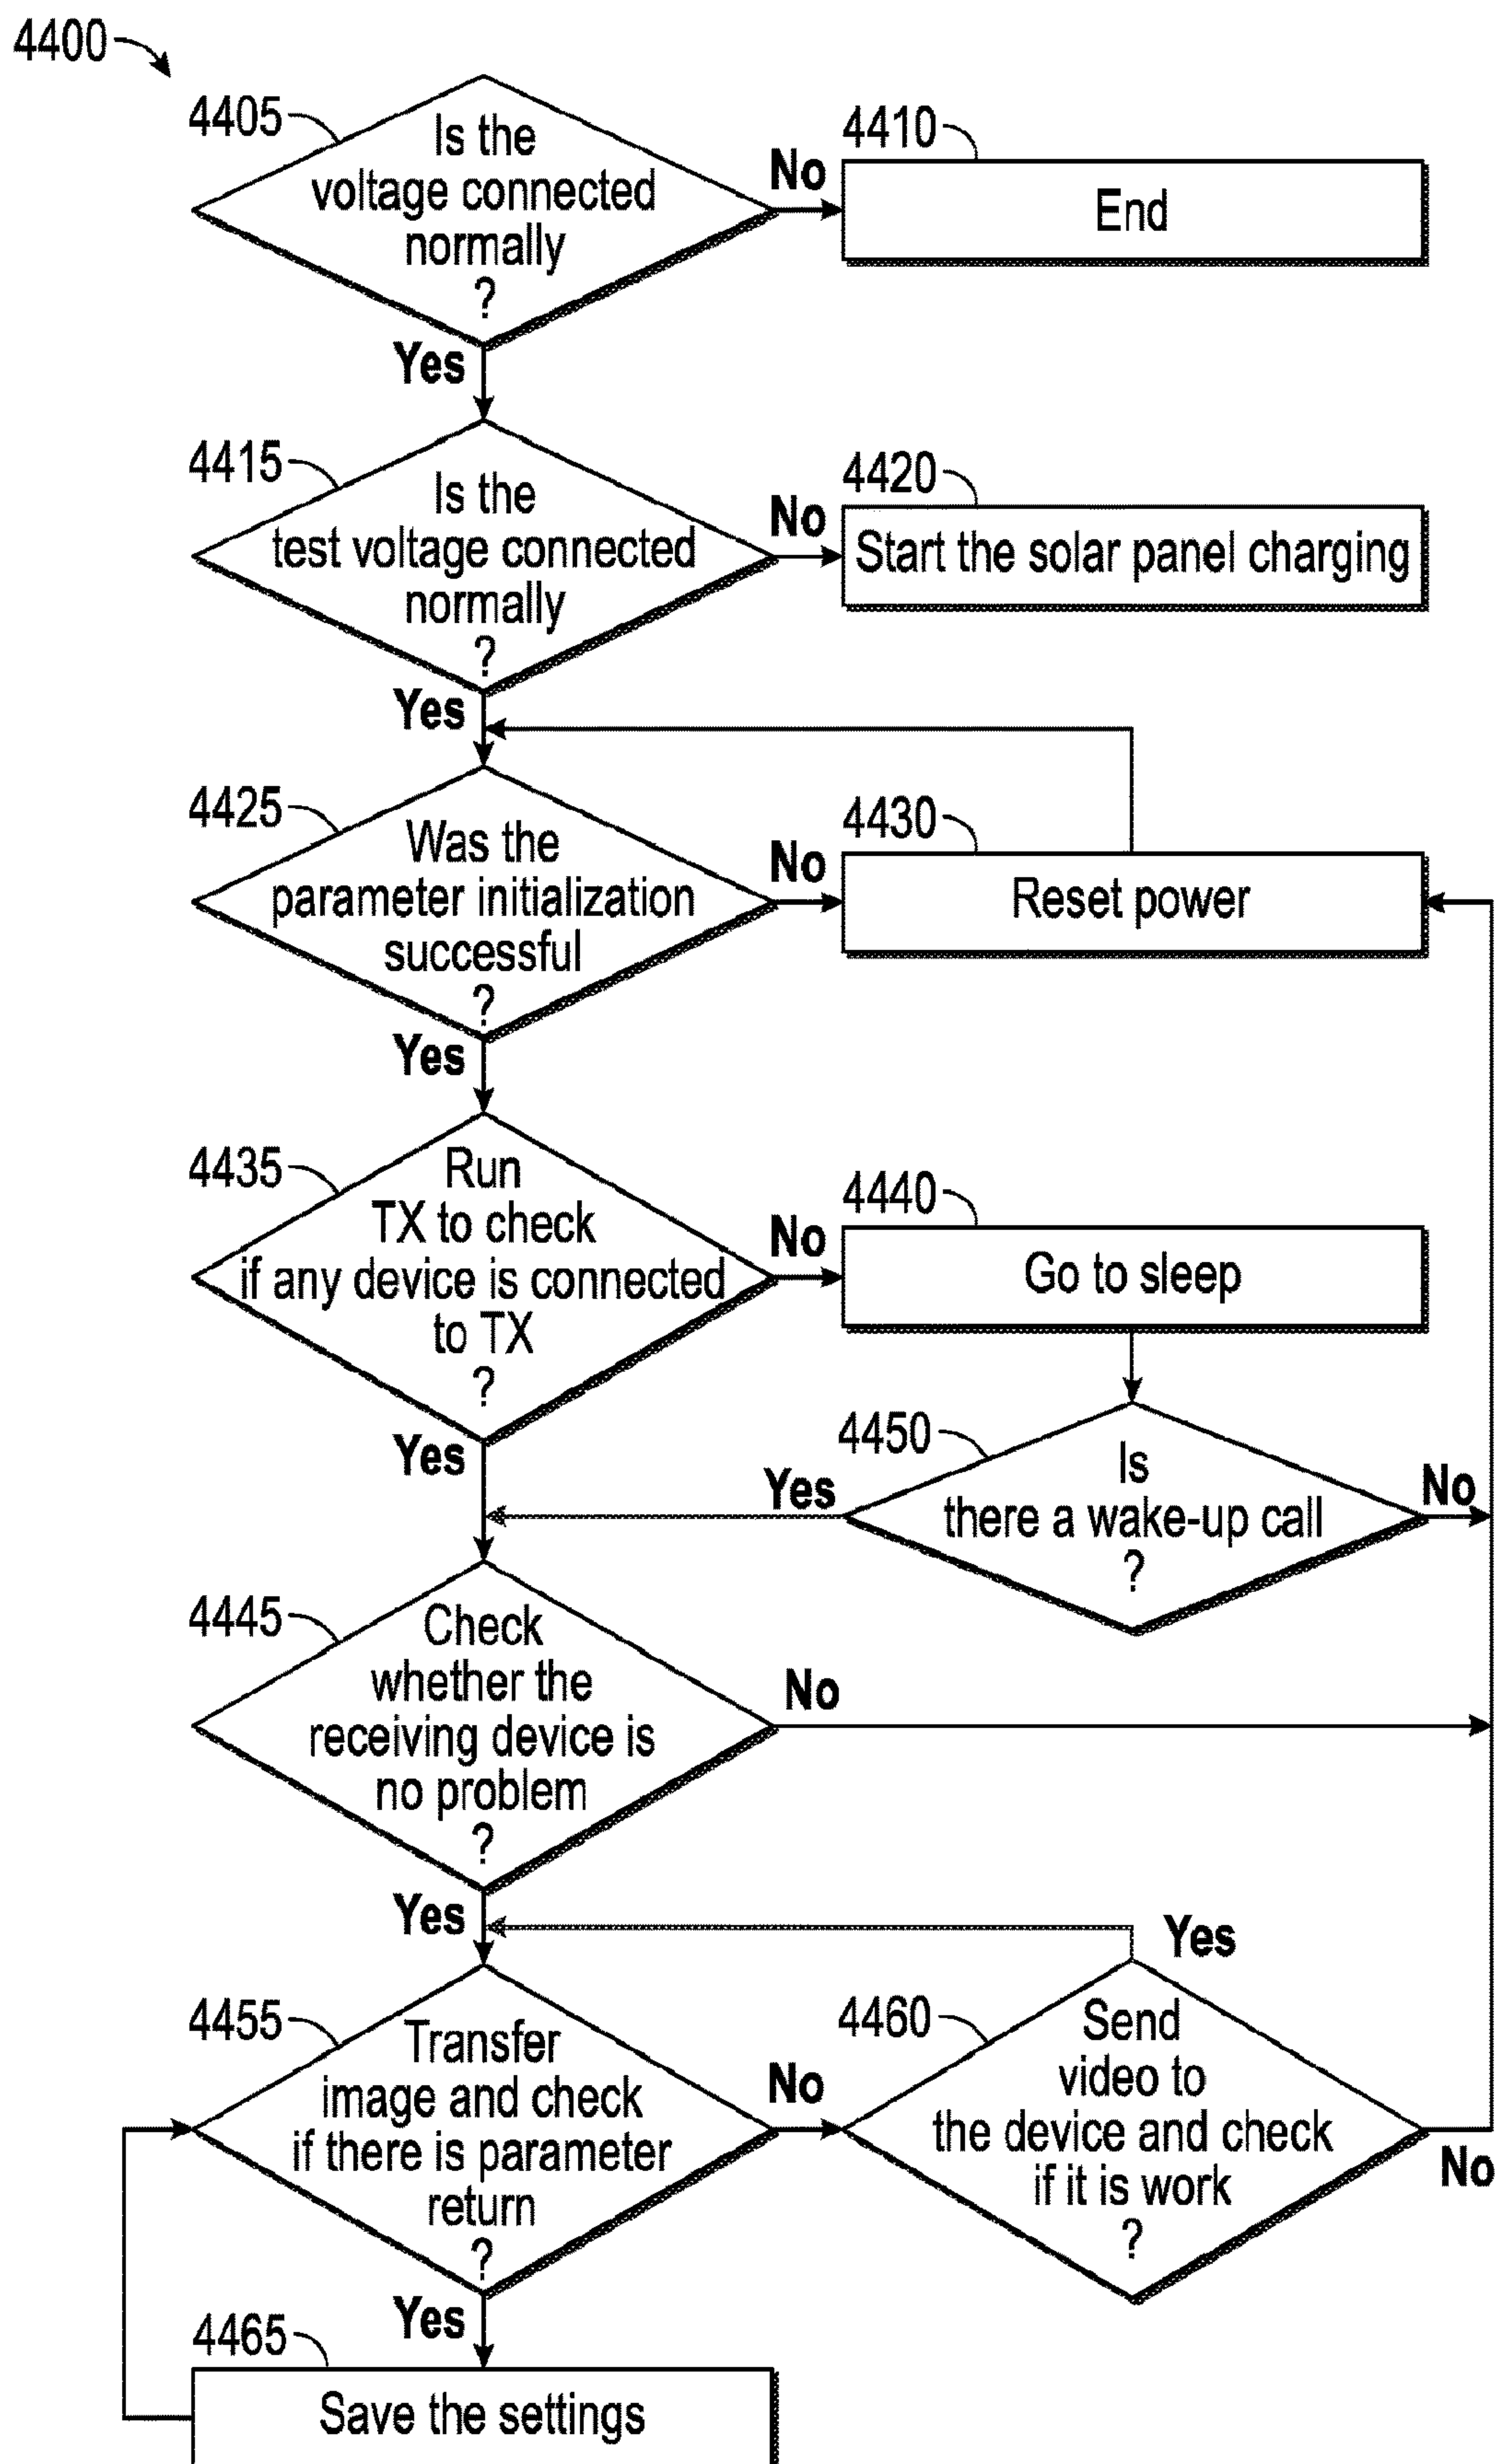 4400
4405
Is the
voltage connected
normally
?
No
4410
End
Yes
4415
Is the
test voltage connected
normally
?
No
4420
Start the solar panel charging
Yes
4425
Was the
parameter initialization
successful
?
No
4430
Reset power
Yes
4435
Run
TX to check
if any device is connected
to TX
?
No
4440
Go to sleep
Yes
4450
Is
there a wake-up call
?
Yes
No
4445
Check
whether the
receiving device is
no problem
?
No
Yes
4455
Transfer
image and check
if there is parameter
return
?
No
4460
Send
video to
the device and check
if it is work
?
Yes
No
Yes
4465
Save the settings